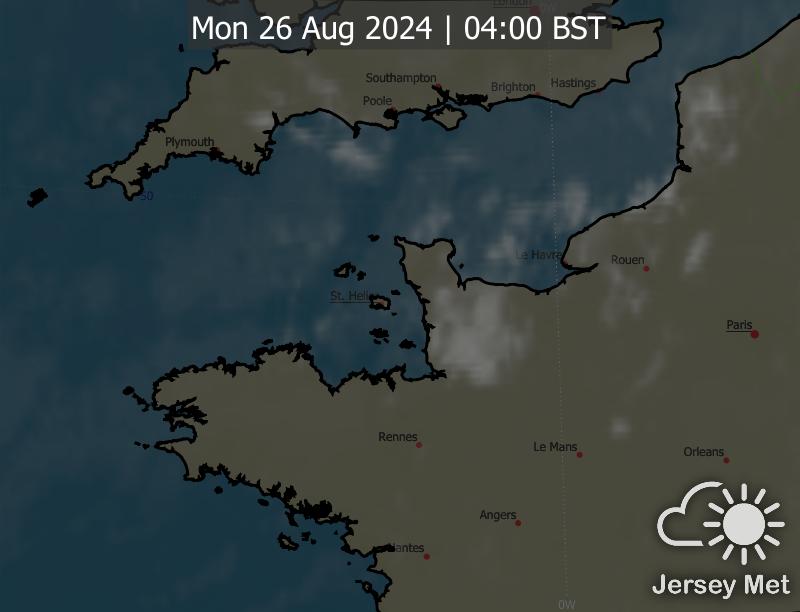 London
0W
Mon 26 Aug 2024 | 04:00 BST
Southampton
Brighton
Hastings
Poole
Plymouth
50
Le Havre
Rouen
St. Helier
Paris
Rennes
Le Mans
Orleans
Angers
Nantes
Jersey Met
0W